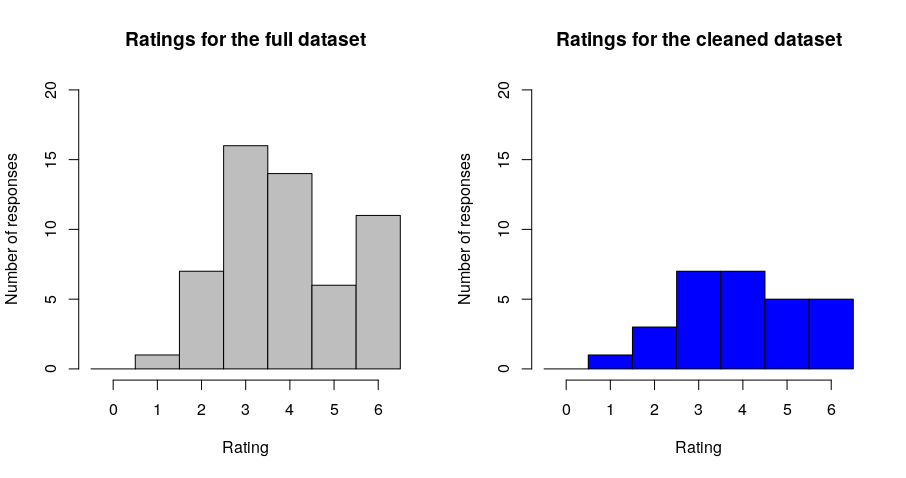 Ratings for the full dataset
Number of responses
20
15
10
5
0
0 1 2 3 4 5 6
Rating
Ratings for the cleaned dataset
Number of responses
20
15
10
5
0
0 1 2 3 4 5 6
Rating